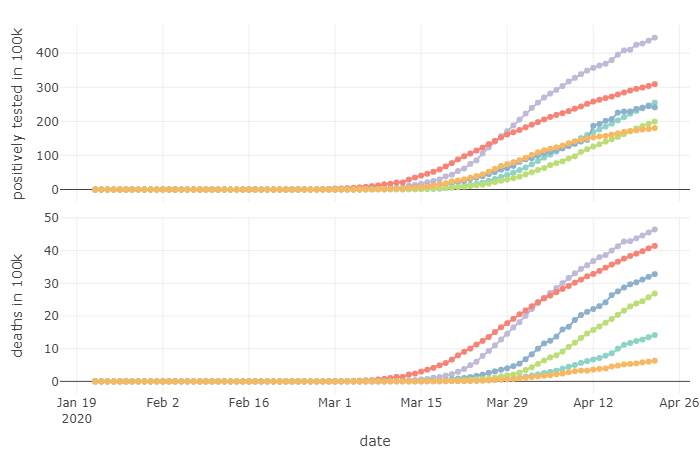 positively tested in 100k
400
300
200
100
0
deaths in 100k
50
40
30
20
10
0
Jan 19
2020
Feb 2
Feb 16
Mar 1
Mar 15
Mar 29
Apr 12
Apr 26
date